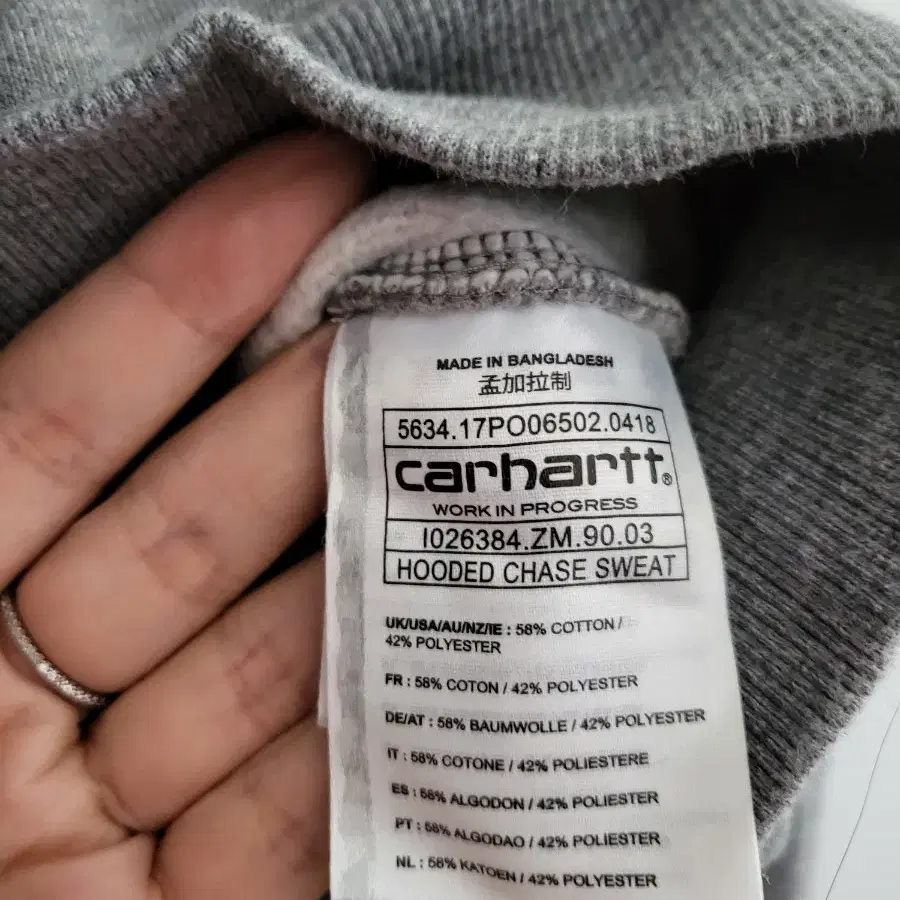 MADE IN BANGLADESH
孟加拉制
5634.17PO06502.0418
carhartt®
WORK IN PROGRESS
I026384.ZM.90.03
HOODED CHASE SWEAT
UK/USA/AU/NZ/IE : 58% COTTON /
42% POLYESTER
FR : 58% COTON / 42% POLYESTER
DE/AT : 58% BAUMWOLLE / 42% POLYESTER
IT : 58% COTONE / 42% POLIESTERE
ES : 58% ALGODON / 42% POLIESTER
PT : 58% ALGODAO / 42% POLIESTER
NL : 58% KATOEN / 42% POLYESTER